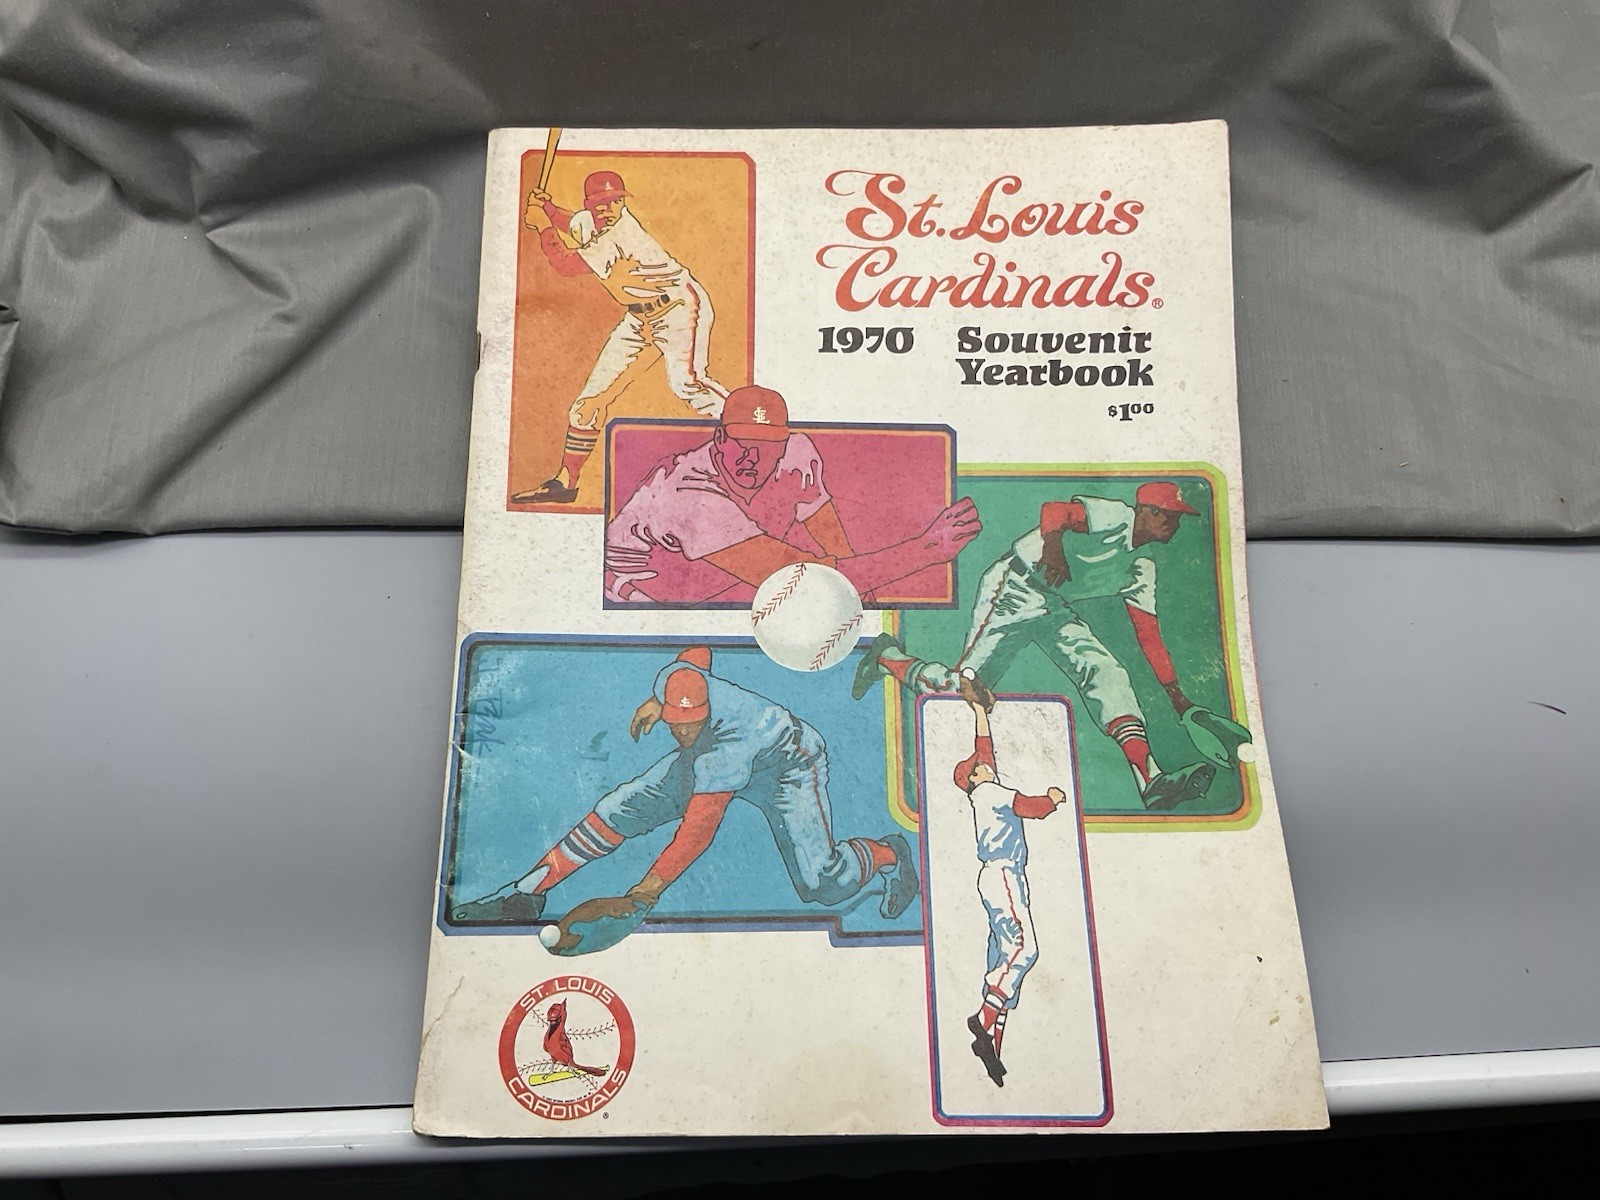 St. Louis
Cardinals®
1970 Souvenir
Yearbook
$1.00
ST. LOUIS
CARDINALS
®